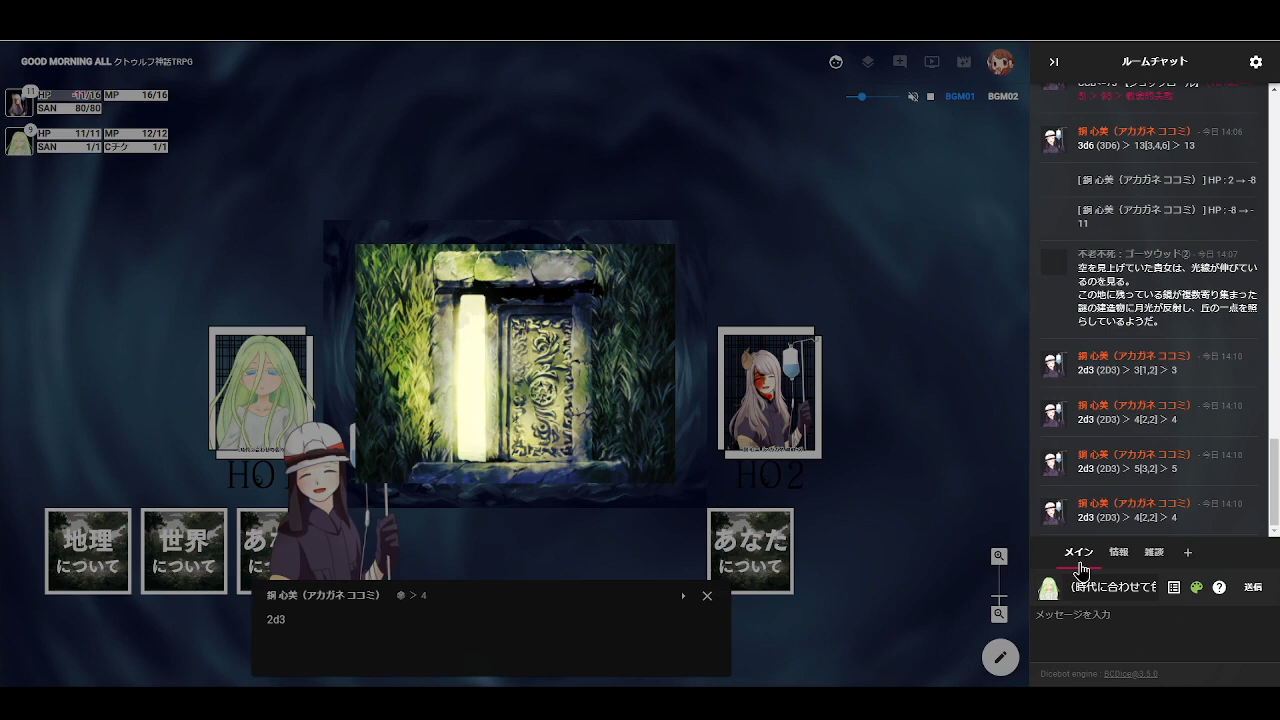 GOOD MORNING ALL クトゥルフ神話TRPG
11
HP 11/16 MP 16/16
SAN 80/80
9
HP 11/11 MP 12/12
SAN 1/1 Cチケ 1/1
BGM01 BGM02
HO
HO2
地理
について
世界
について
あ
につ
あなた
について
銅 心美（アカガネ ココミ） > 4
2d3
ルームチャット
銅 心美（アカガネ ココミ） - 今日 14:06
3d6 (3D6) > 13[3,4,6] > 13
[ 銅 心美（アカガネ ココミ） ] HP : 2 → -8
[ 銅 心美（アカガネ ココミ） ] HP : -8 → -
11
不老不死：ゴーツウッド② - 今日 14:07
空を見上げていた貴女は、光線が伸びてい
るのを見る。
この地に残っている鏡が複数寄り集まった
謎の建造物に月光が反射し、丘の一点を照
らしているようだ。
銅 心美（アカガネ ココミ） - 今日 14:10
2d3 (2D3) > 3[1,2] > 3
銅 心美（アカガネ ココミ） - 今日 14:10
2d3 (2D3) > 4[2,2] > 4
銅 心美（アカガネ ココミ） - 今日 14:10
2d3 (2D3) > 5[3,2] > 5
銅 心美（アカガネ ココミ） - 今日 14:10
2d3 (2D3) > 4[2,2] > 4
メイン 情報 雑談 +
（時代に合わせて 送信
メッセージを入力
Dicebot engine : BCDice@3.5.0